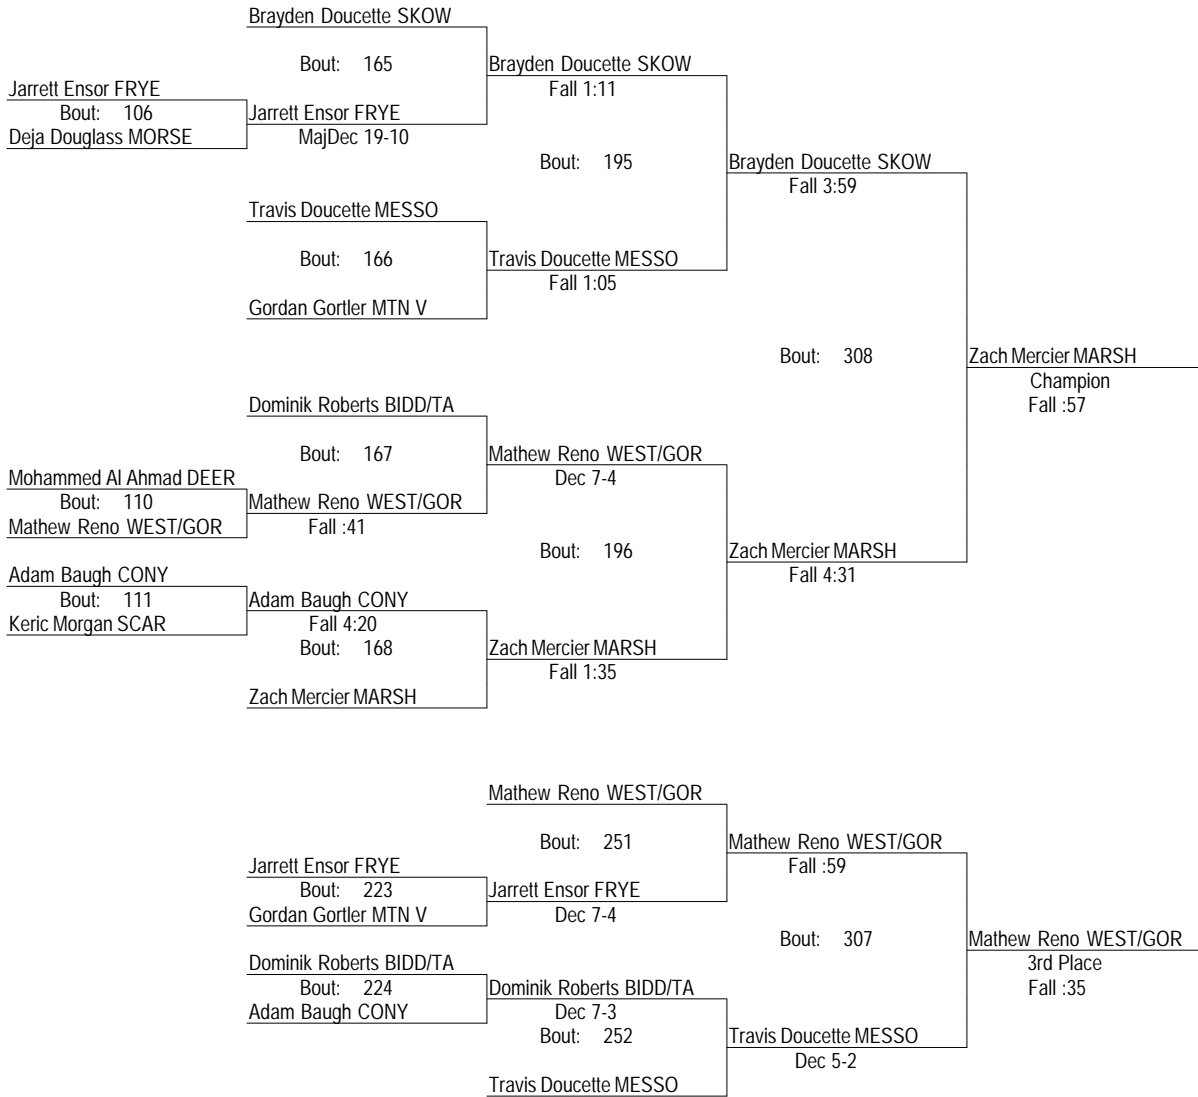 Brayden Doucette SKOW
Bout: 165
Brayden Doucette SKOW
Jarrett Ensor FRYE
Fall 1:11
Bout: 106
Jarrett Ensor FRYE
Deja Douglass MORSE
MajDec 19-10
Bout: 195
Brayden Doucette SKOW
Fall 3:59
Travis Doucette MESSO
Bout: 166
Travis Doucette MESSO
Fall 1:05
Gordan Gortler MTN V
Bout: 308
Zach Mercier MARSH
Champion
Fall :57
Dominik Roberts BIDD/TA
Bout: 167
Mathew Reno WEST/GOR
Mohammed Al Ahmad DEER
Dec 7-4
Bout: 110
Mathew Reno WEST/GOR
Mathew Reno WEST/GOR
Fall :41
Bout: 196
Zach Mercier MARSH
Adam Baugh CONY
Fall 4:31
Bout: 111
Adam Baugh CONY
Keric Morgan SCAR
Fall 4:20
Bout: 168
Zach Mercier MARSH
Fall 1:35
Zach Mercier MARSH
Mathew Reno WEST/GOR
Bout: 251
Mathew Reno WEST/GOR
Jarrett Ensor FRYE
Fall :59
Bout: 223
Jarrett Ensor FRYE
Gordan Gortler MTN V
Dec 7-4
Bout: 307
Mathew Reno WEST/GOR
Dominik Roberts BIDD/TA
3rd Place
Bout: 224
Dominik Roberts BIDD/TA
Fall :35
Adam Baugh CONY
Dec 7-3
Bout: 252
Travis Doucette MESSO
Dec 5-2
Travis Doucette MESSO